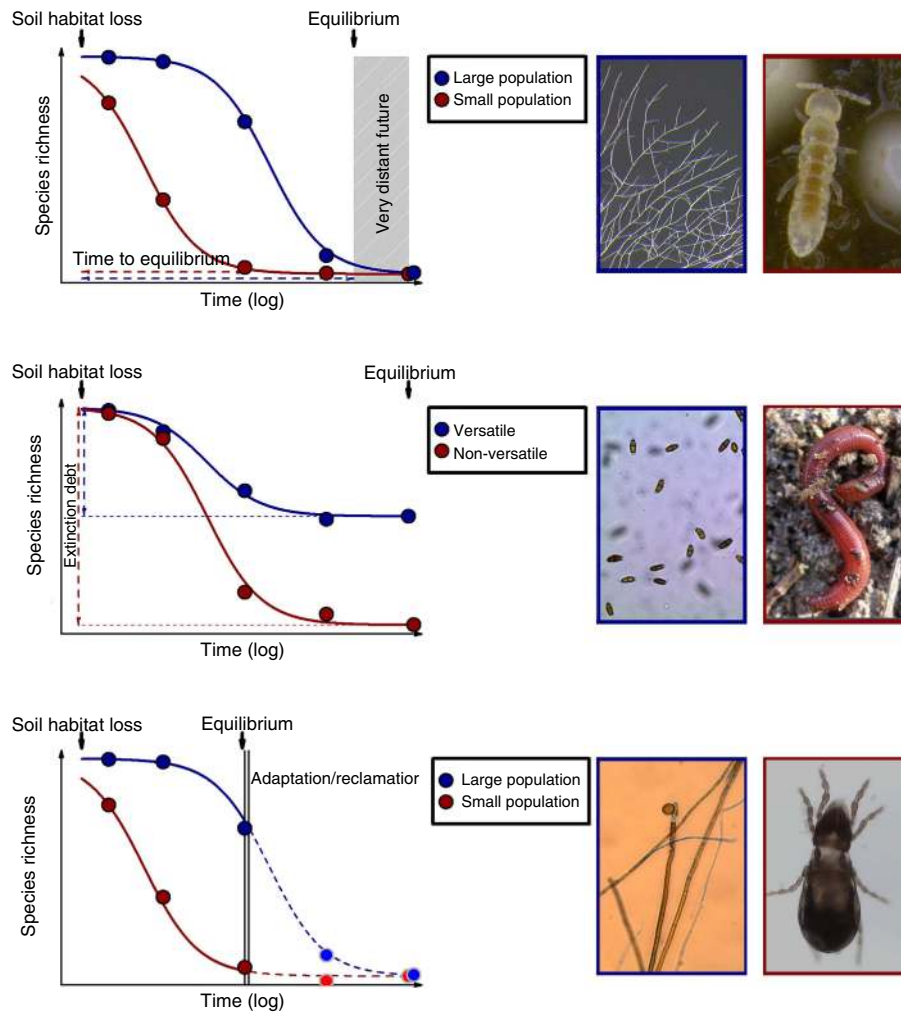 Soil habitat loss
Equilibrium
Species richness
Very distant future
Time to equilibrium
Time (log)
Large population
Small population
Soil habitat loss
Equilibrium
Species richness
Extinction debt
Time (log)
Versatile
Non-versatile
Soil habitat loss
Equilibrium
Species richness
Adaptation/reclamatior
Time (log)
Large population
Small population